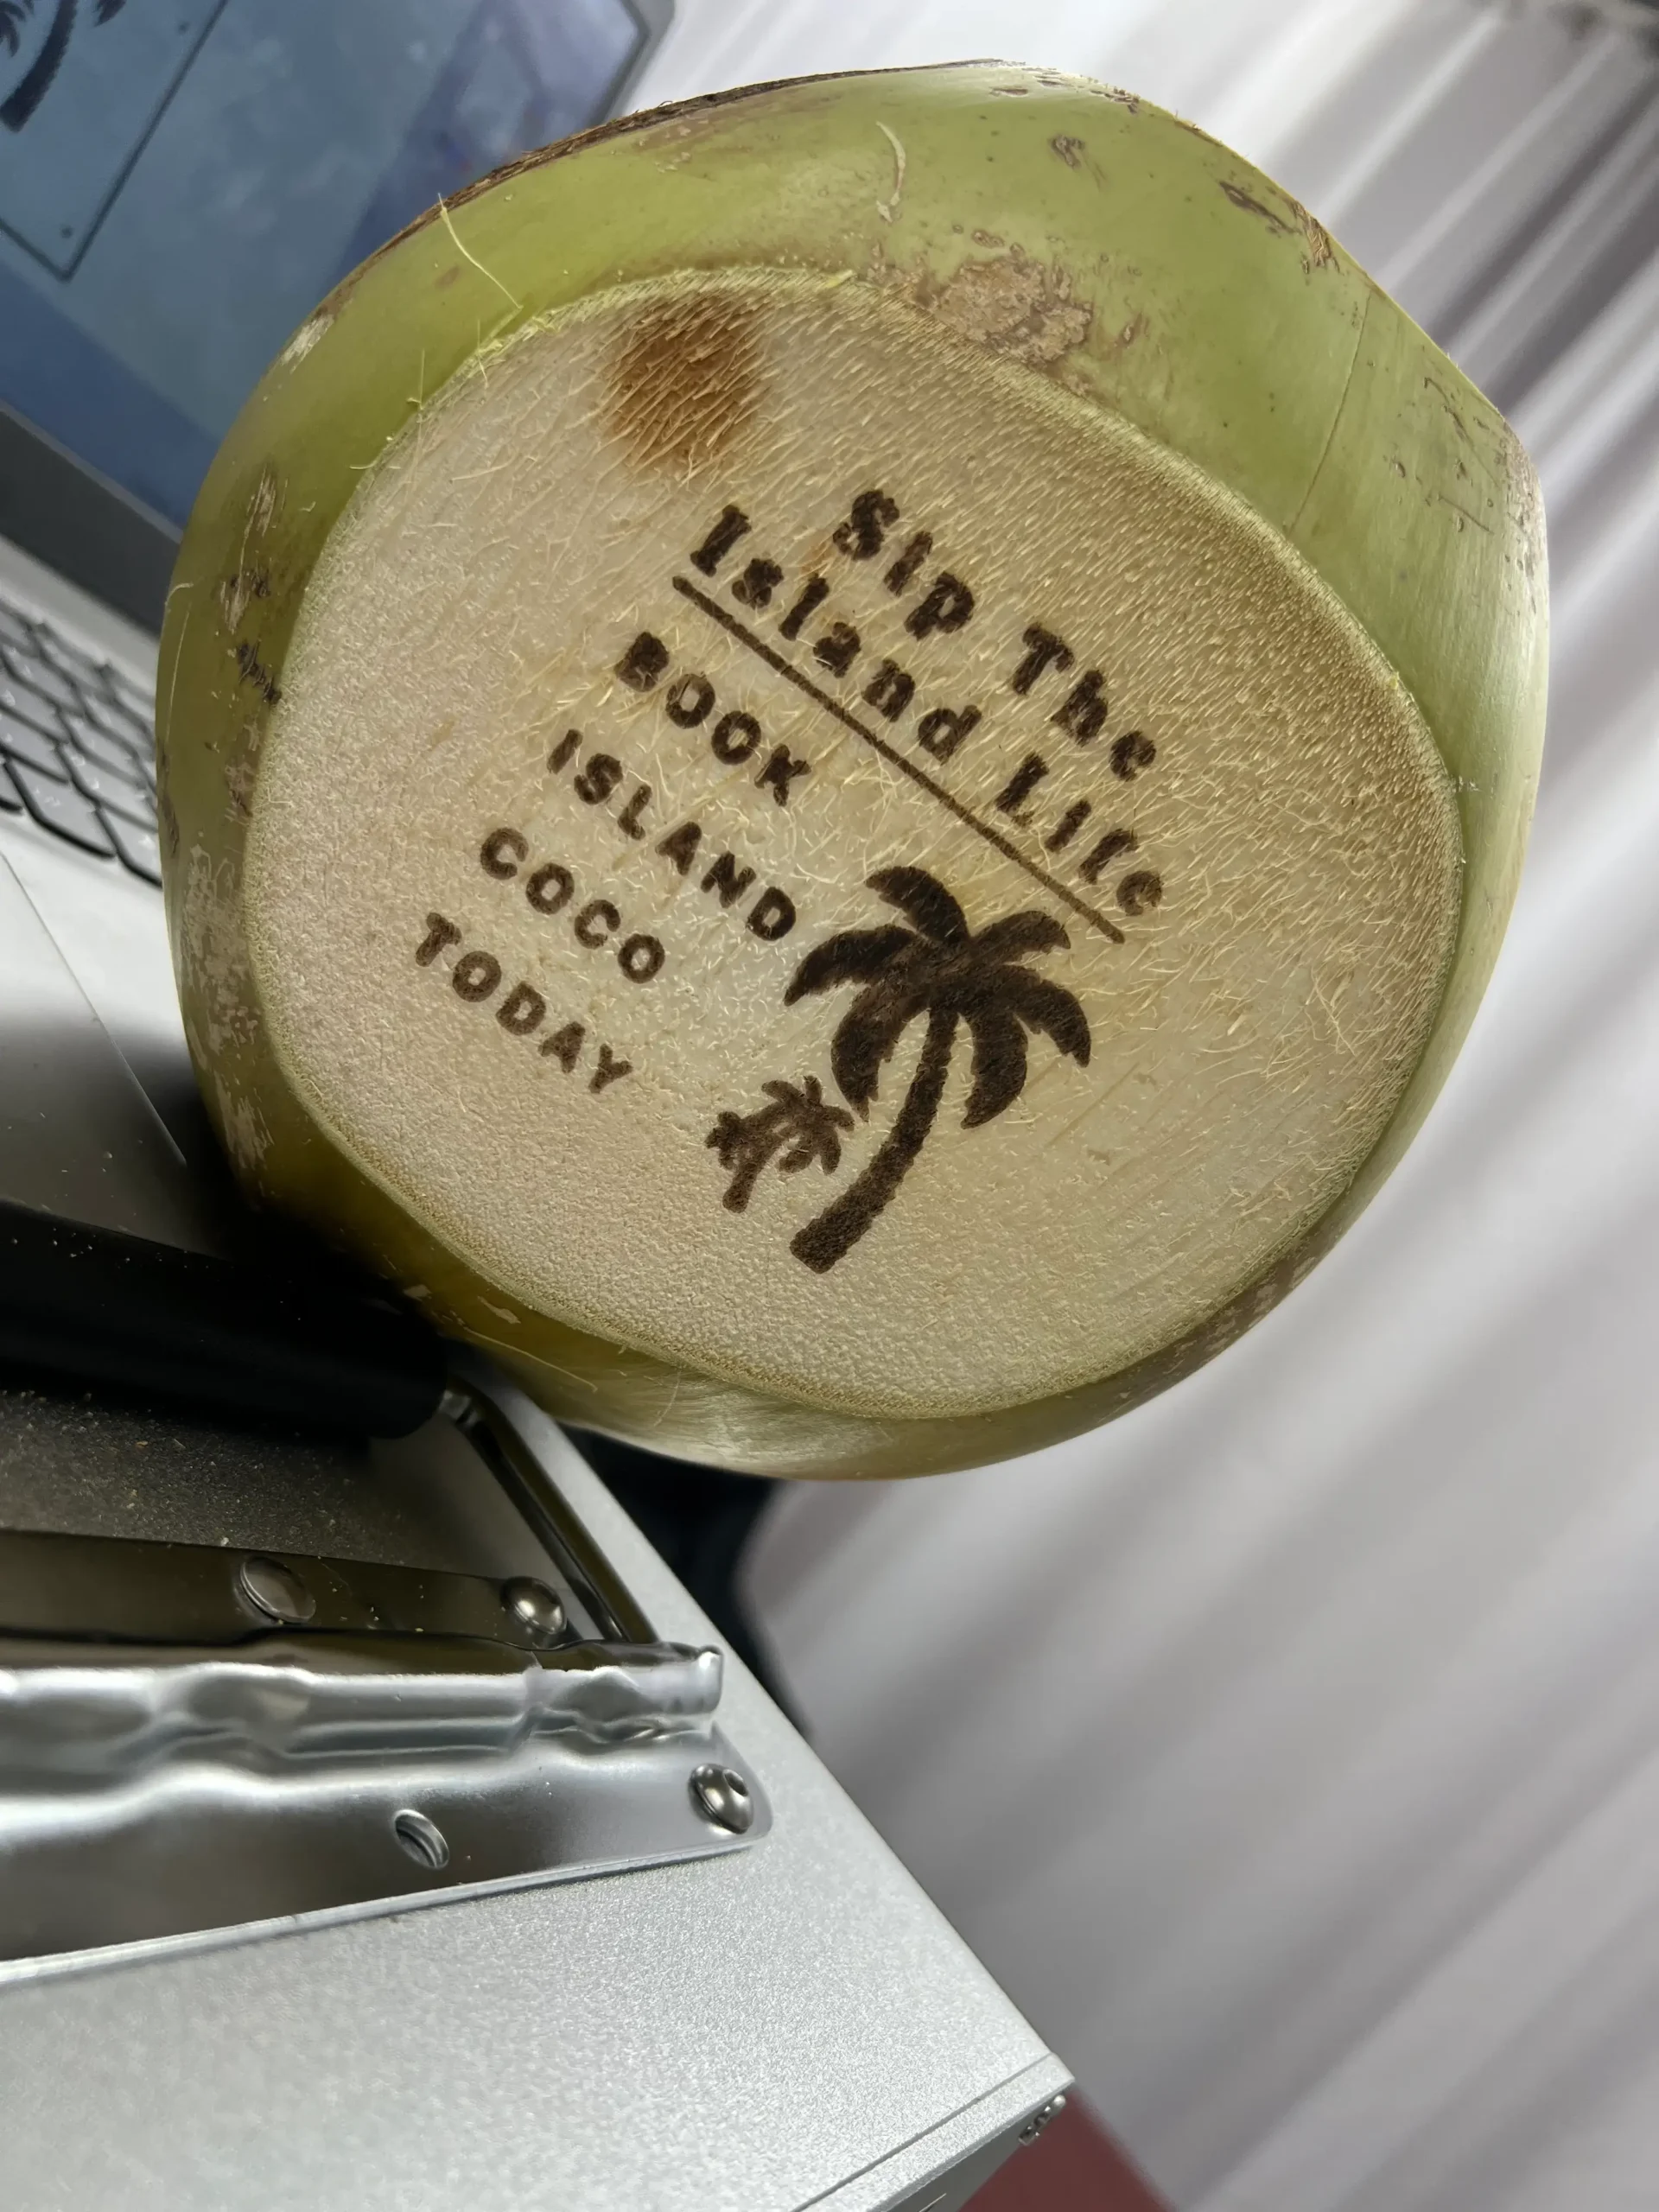 Sip The
Island Life
BOOK
ISLAND
COCO
TODAY